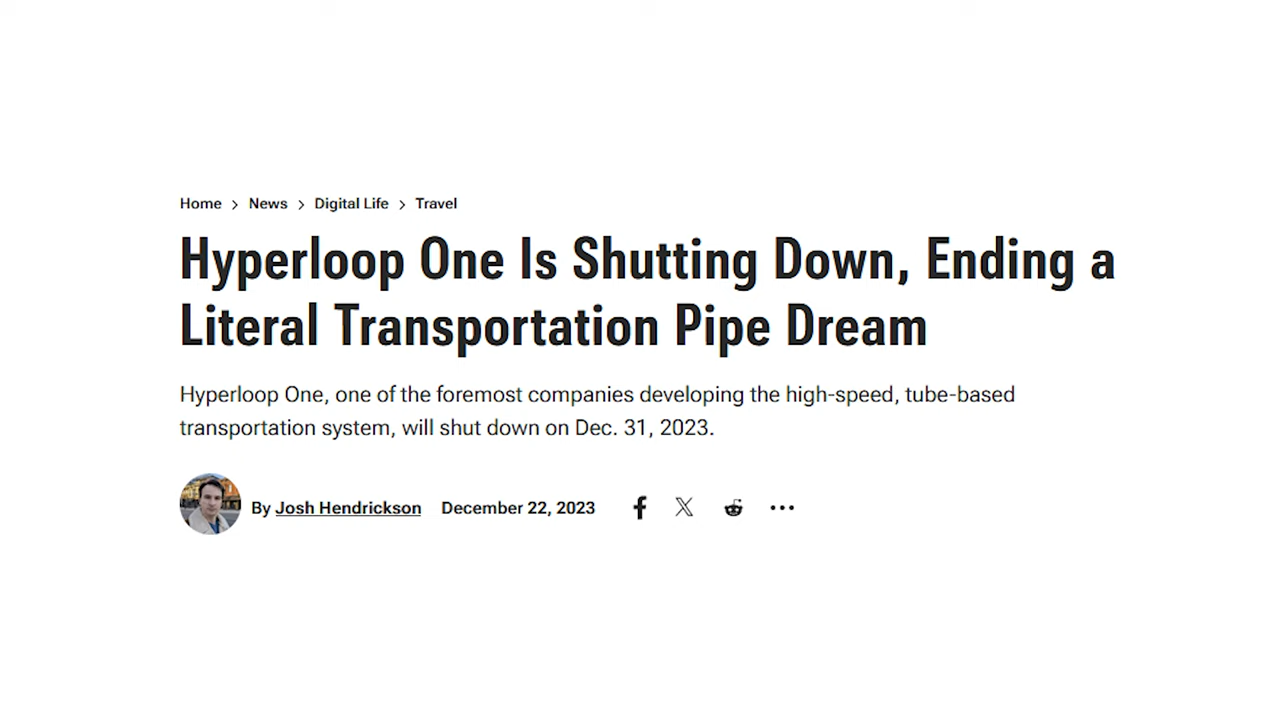 Home > News > Digital Life > Travel
Hyperloop One Is Shutting Down, Ending a
Literal Transportation Pipe Dream
Hyperloop One, one of the foremost companies developing the high-speed, tube-based
transportation system, will shut down on Dec. 31, 2023.
By Josh Hendrickson December 22, 2023